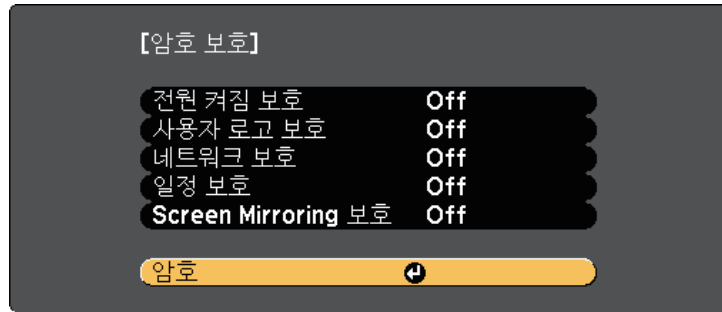 [암호 보호]
전원 켜짐 보호 Off
사용자 로고 보호 Off
네트워크 보호 Off
일정 보호 Off
Screen Mirroring 보호 Off
암호